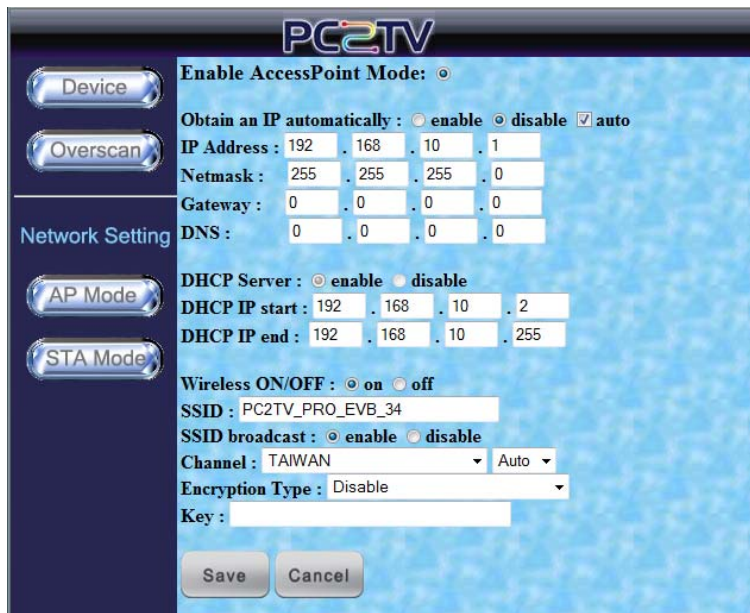 PC2TV
Device
Overscan
Network Setting
AP Mode
STA Mode
Enable AccessPoint Mode:
Obtain an IP automatically : enable disable auto
IP Address : 192 . 168 . 10 . 1
Netmask : 255 . 255 . 255 . 0
Gateway : 0 . 0 . 0 . 0
DNS : 0 . 0 . 0 . 0
DHCP Server : enable disable
DHCP IP start : 192 . 168 . 10 . 2
DHCP IP end : 192 . 168 . 10 . 255
Wireless ON/OFF : on off
SSID : PC2TV_PRO_EVB_34
SSID broadcast : enable disable
Channel : TAIWAN Auto
Encryption Type : Disable
Key :
Save Cancel